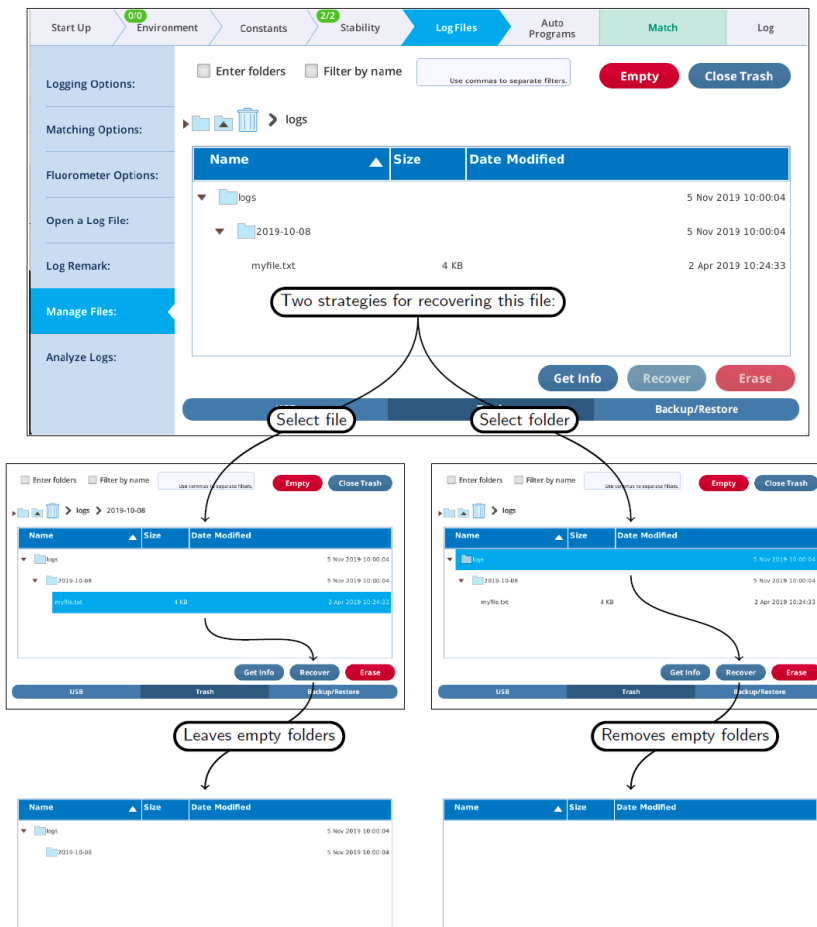 0/0 2/2
Start Up Environment Constants Stability Log Files Auto Programs Match Log
Logging Options:
Matching Options:
Fluorometer Options:
Open a Log File:
Log Remark:
Manage Files:
Analyze Logs:
Enter folders Filter by name Use commas to separate filters. Empty Close Trash
logs
Name Size Date Modified
logs 5 Nov 2019 10:00:04
2019-10-08 5 Nov 2019 10:00:04
myfile.txt 4 KB 2 Apr 2019 10:24:33
Two strategies for recovering this file:
Get Info Recover Erase
Backup/Restore
Select file Select folder
Enter folders Filter by name Use commas to separate filters. Empty Close Trash
logs 2019-10-08
Name Size Date Modified
logs 5 Nov 2019 10:00:04
2019-10-08 5 Nov 2019 10:00:04
myfile.txt 4 KB 2 Apr 2019 10:24:33
Get Info Recover Erase
USB Trash Backup/Restore
Leaves empty folders
Name Size Date Modified
logs 5 Nov 2019 10:00:04
2019-10-08 5 Nov 2019 10:00:04
Enter folders Filter by name Use commas to separate filters. Empty Close Trash
logs
Name Size Date Modified
logs 5 Nov 2019 10:00:04
2019-10-08 5 Nov 2019 10:00:04
myfile.txt 4 KB 2 Apr 2019 10:24:33
Get Info Recover Erase
USB Trash Backup/Restore
Removes empty folders
Name Size Date Modified